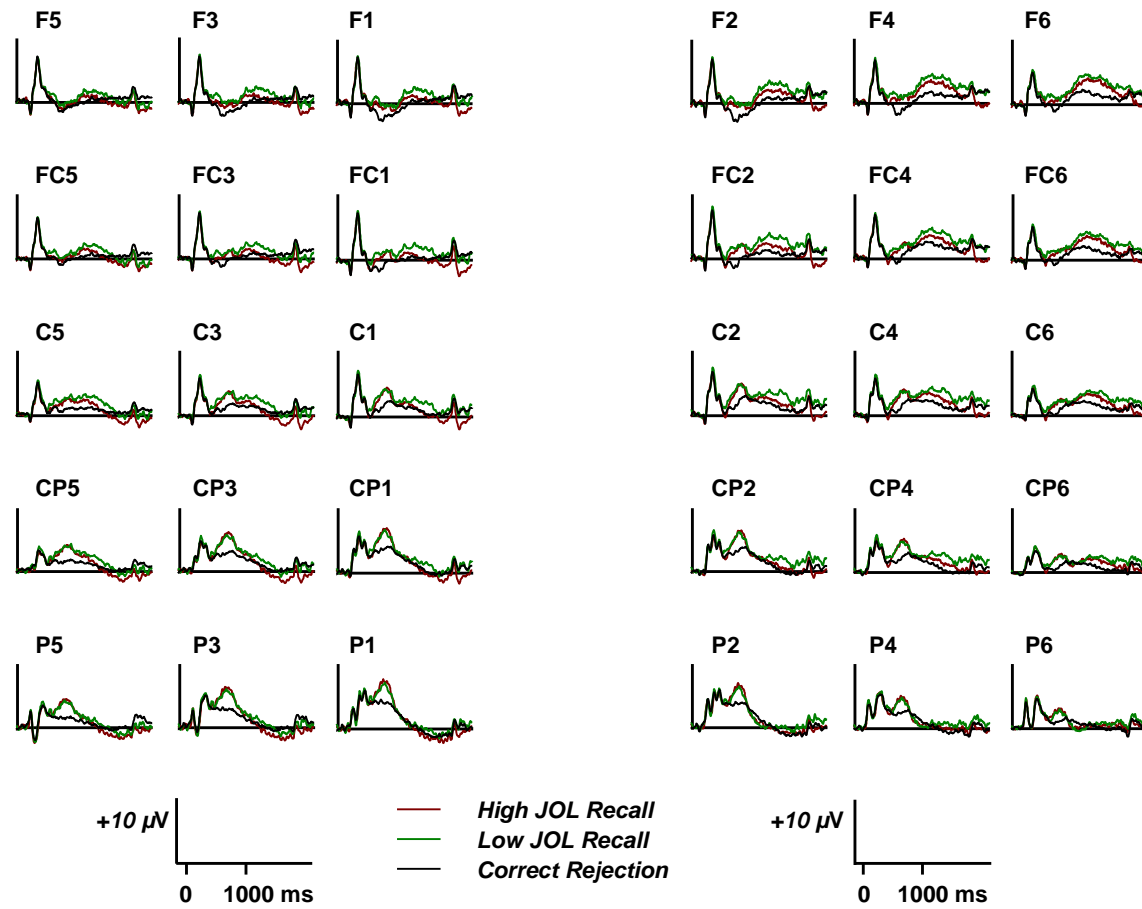 F5 F3 F1 F2 F4 F6
FC5 FC3 FC1 FC2 FC4 FC6
C5 C3 C1 C2 C4 C6
CP5 CP3 CP1 CP2 CP4 CP6
P5 P3 P1 P2 P4 P6
+10 µV
0 1000 ms
High JOL Recall
Low JOL Recall
Correct Rejection
+10 µV
0 1000 ms